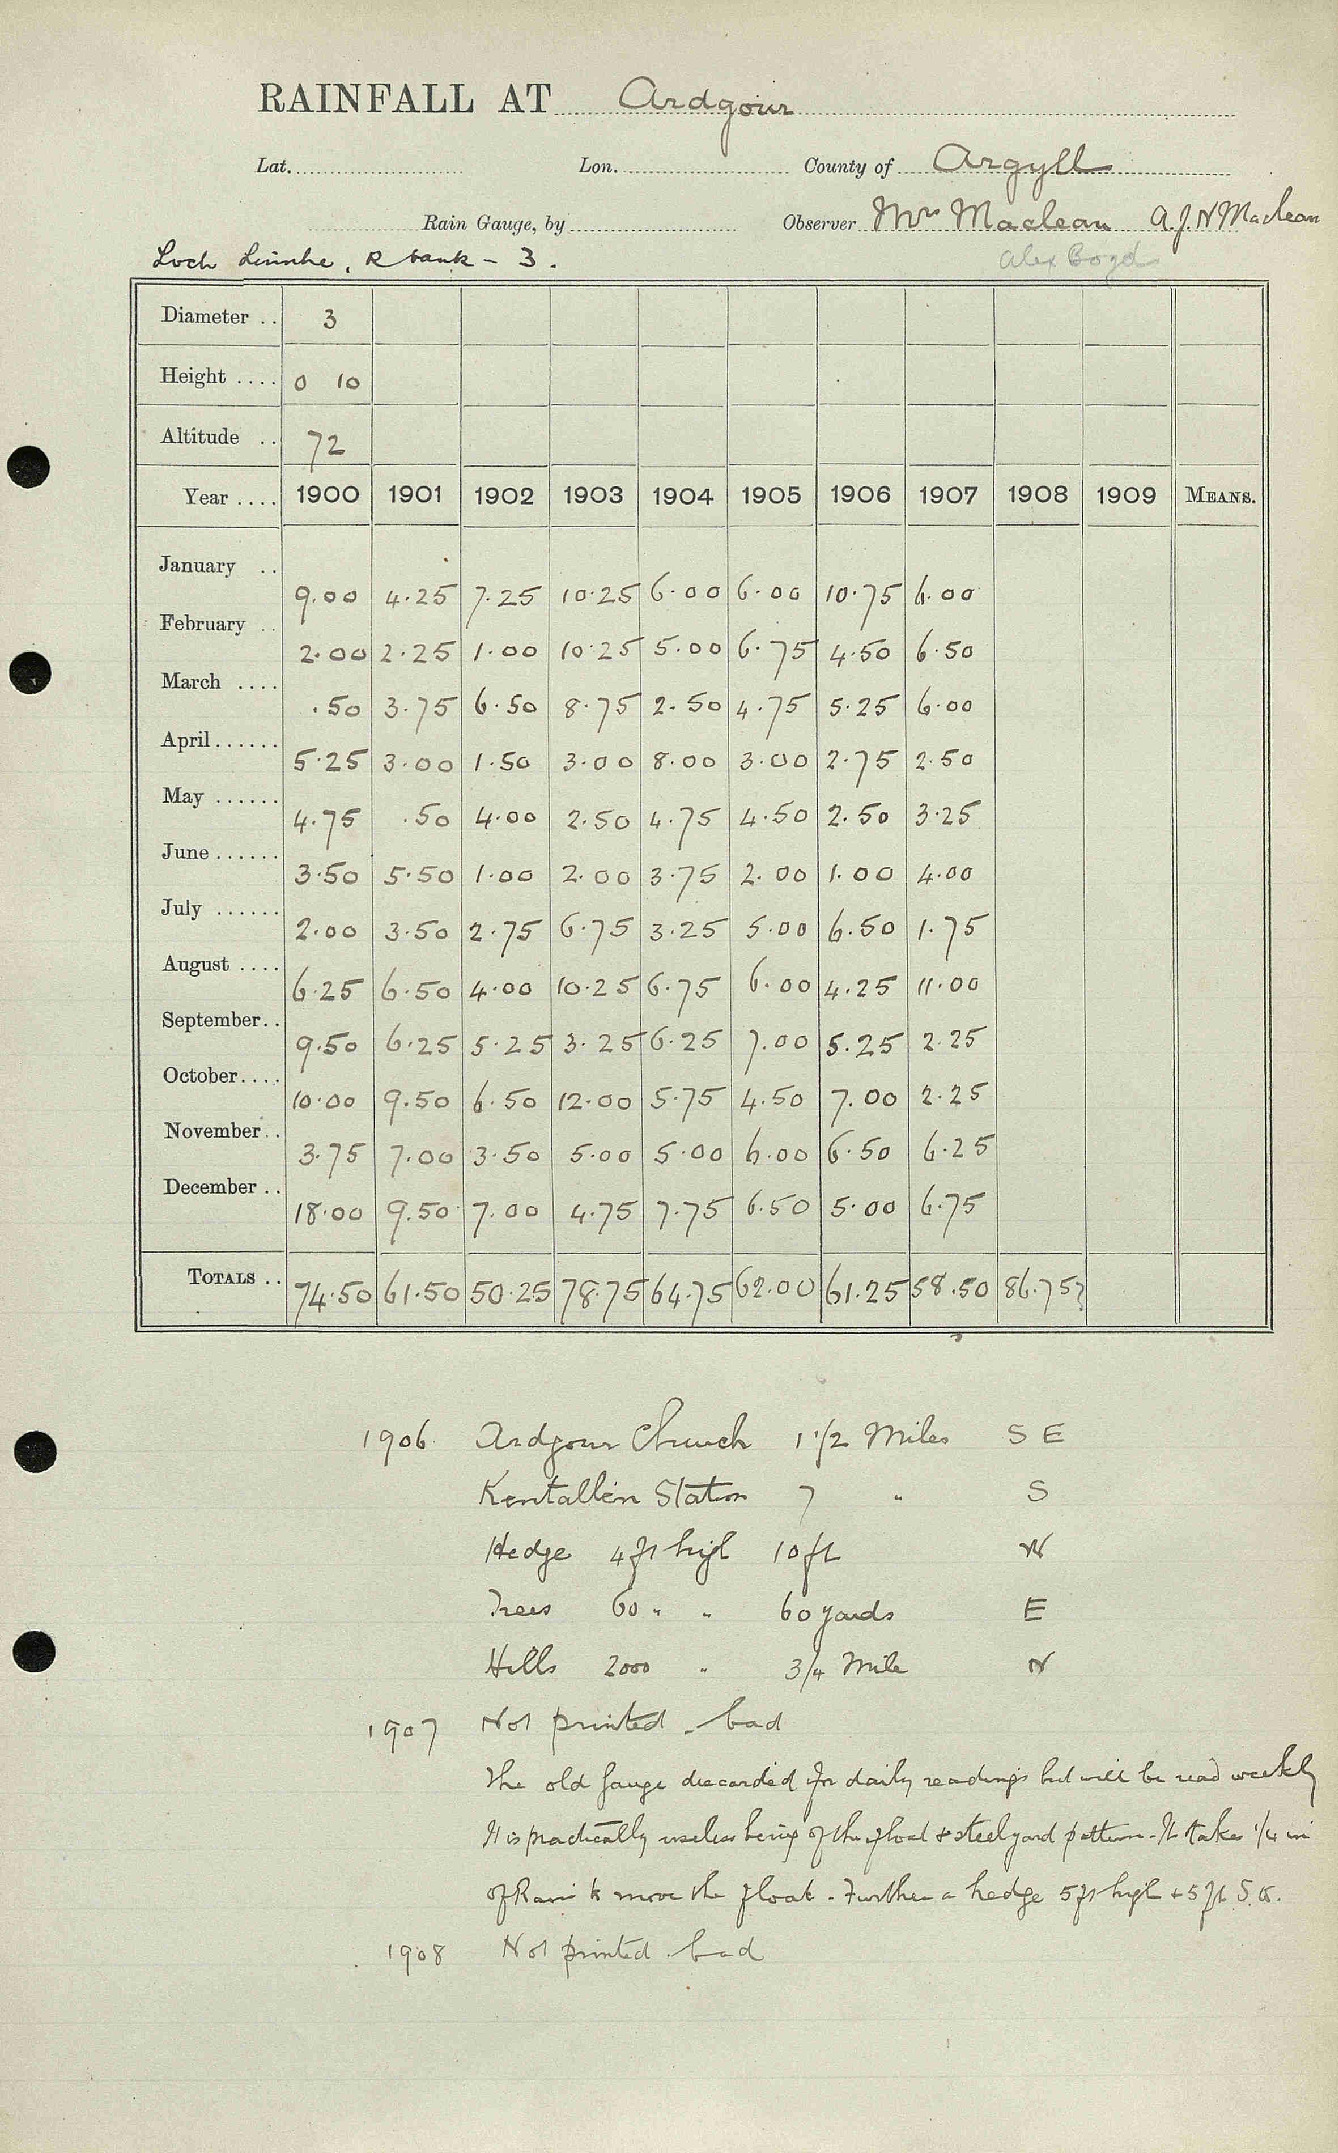 RAINFALL AT Ardgour
Lat. Lon. County of Argyll
Rain Gauge, by Observer Mrs Maclean A.J.N Maclean
Loch Linnhe, R bank - 3. Alex Boyd
Diameter .. 3
Height .... 0 10
Altitude .. 72
Year .... 1900 1901 1902 1903 1904 1905 1906 1907 1908 1909 MEANS.
January .. 9.00 4.25 7.25 10.25 6.00 6.00 10.75 6.00
February .. 2.00 2.25 1.00 10.25 5.00 6.75 4.50 6.50
March .... .50 3.75 6.50 8.75 2.50 4.75 5.25 6.00
April...... 5.25 3.00 1.50 3.00 8.00 3.00 2.75 2.50
May ...... 4.75 .50 4.00 2.50 4.75 4.50 2.50 3.25
June ...... 3.50 5.50 1.00 2.00 3.75 2.00 1.00 4.00
July ...... 2.00 3.50 2.75 6.75 3.25 5.00 6.50 1.75
August .... 6.25 6.50 4.00 10.25 6.75 6.00 4.25 11.00
September.. 9.50 6.25 5.25 3.25 6.25 7.00 5.25 2.25
October.... 10.00 9.50 6.50 12.00 5.75 4.50 7.00 2.25
November.. 3.75 7.00 3.50 5.00 5.00 6.00 6.50 6.25
December .. 18.00 9.50 7.00 4.75 7.75 6.50 5.00 6.75
TOTALS .. 74.50 61.50 50.25 78.75 64.75 62.00 61.25 58.50 86.75?
?
1906 Ardgour Church 1 1/2 Miles S E
Kentallen Station 7 " S
Hedge 4 ft high 10 ft W
Trees 60 " " 60 yards E
Hills 2000 " 3/4 Mile N
1907 Not printed - bad
The old gauge discarded for daily readings but will be read weekly
It is practically useless being of the float & steelyard pattern - It takes 1/4 in
of Rain to move the float - Further a hedge 5 ft high + 5 ft S.
1908 Not printed bad